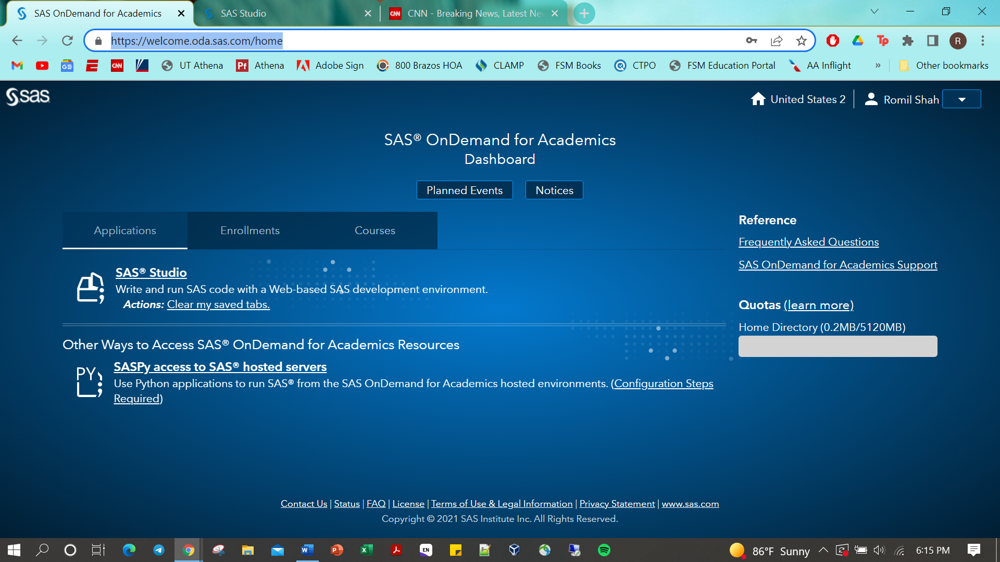 SAS OnDemand for Academics
SAS Studio
CNN - Breaking News, Latest Ne
https://welcome.oda.sas.com/home
R
UT Athena
Athena
Adobe Sign
800 Brazos HOA
CLAMP
FSM Books
CTPO
FSM Education Portal
AA Inflight
»
Other bookmarks
sas
United States 2
Romil Shah
SAS® OnDemand for Academics
Dashboard
Planned Events
Notices
Applications
Enrollments
Courses
SAS® Studio
Write and run SAS code with a Web-based SAS development environment.
Actions: Clear my saved tabs.
Other Ways to Access SAS® OnDemand for Academics Resources
PY
SASPy access to SAS® hosted servers
Use Python applications to run SAS® from the SAS OnDemand for Academics hosted environments. (Configuration Steps
Required)
Reference
Frequently Asked Questions
SAS OnDemand for Academics Support
Quotas (learn more)
Home Directory (0.2MB/5120MB)
Contact Us | Status | FAQ | License | Terms of Use & Legal Information | Privacy Statement | www.sas.com
Copyright © 2021 SAS Institute Inc. All Rights Reserved.
EN
86°F Sunny
6:15 PM